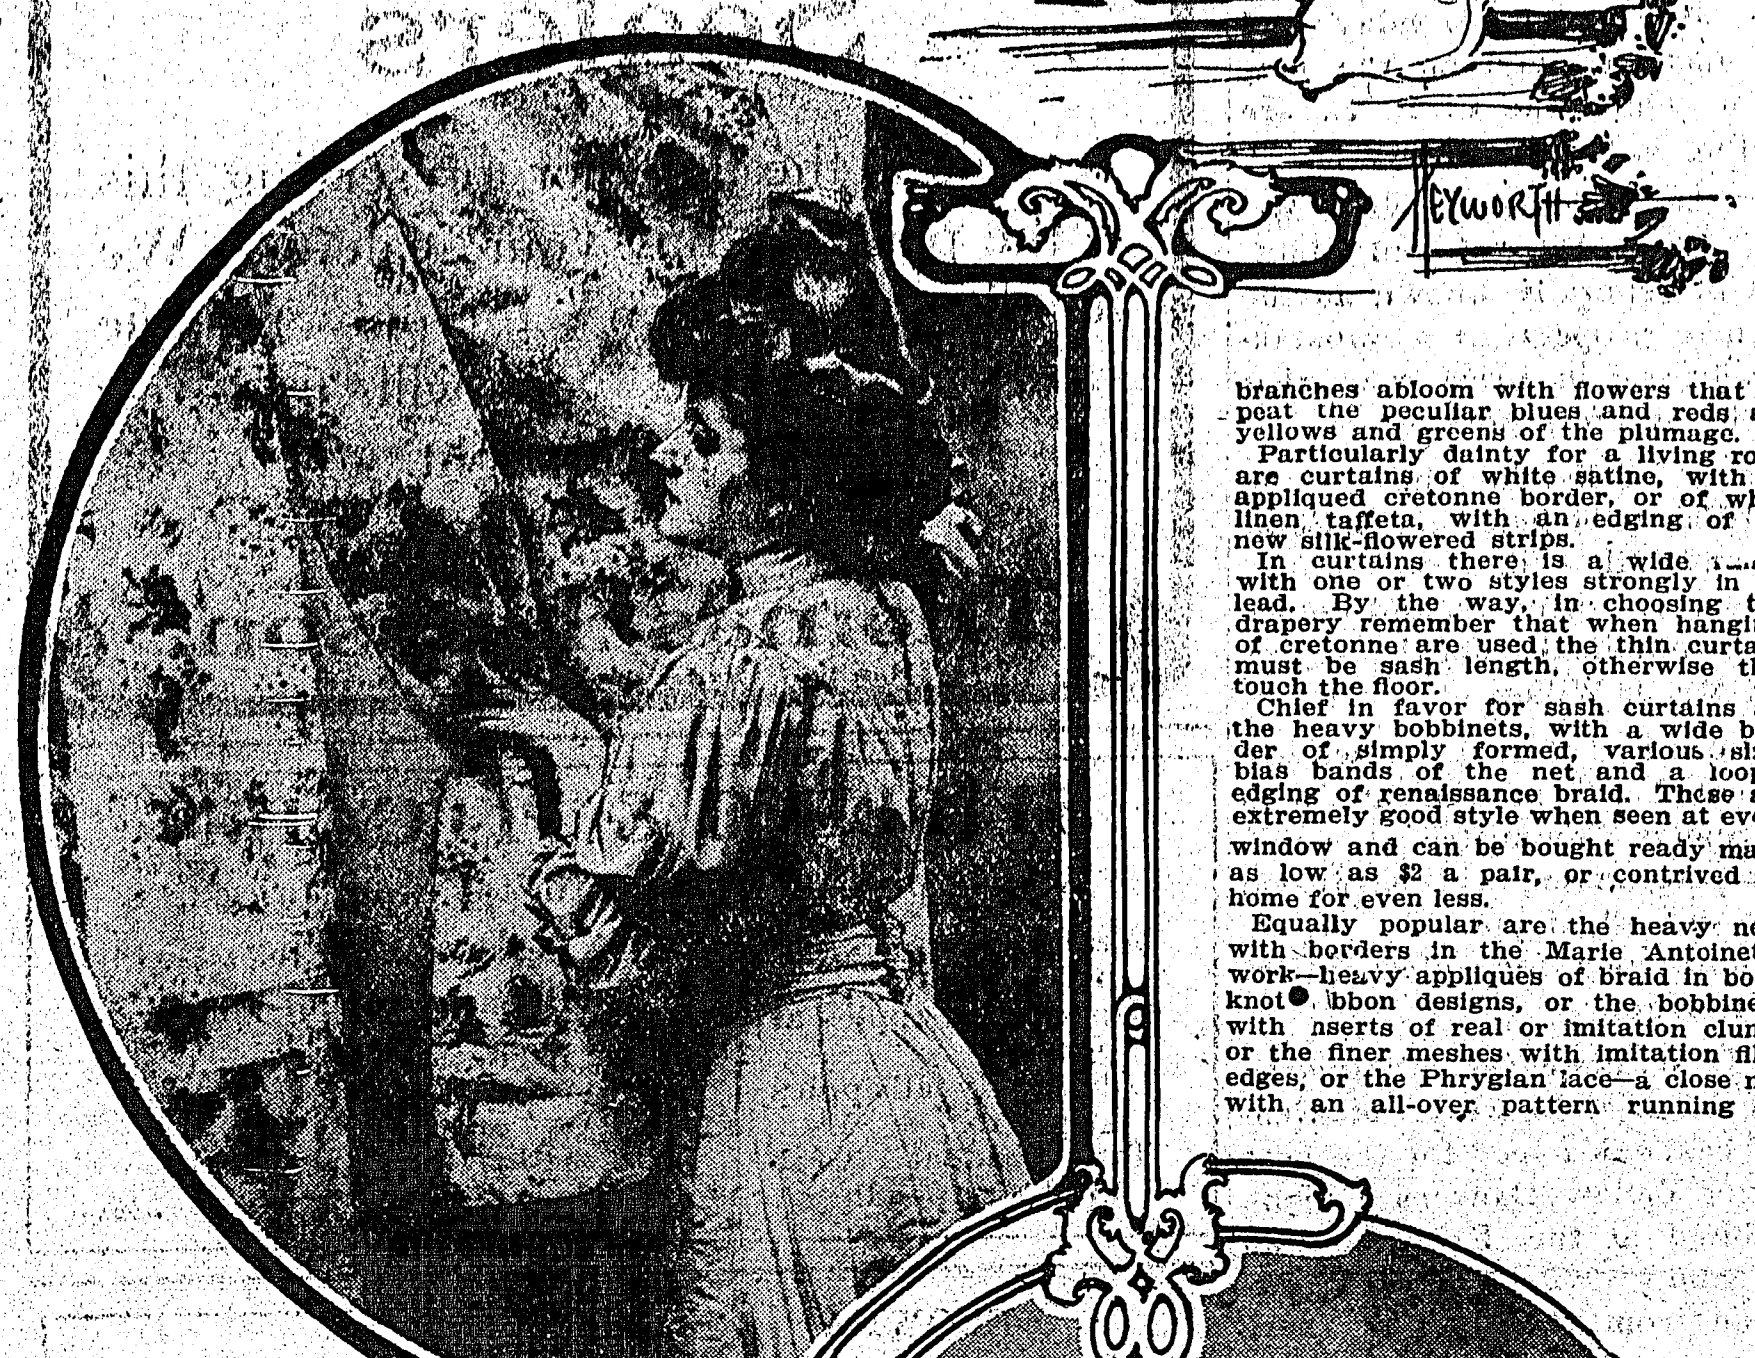 HEYWORTH
branches abloom with flowers that
peat the peculiar blues and reds
yellows and greens of the plumage.
Particularly dainty for a living ro
are curtains of white satine, with
appliqued cretonne border, or of wh
linen taffeta, with an edging of
new silk-flowered strips.
In curtains there is a wide
with one or two styles strongly in
lead. By the way, in choosing t
drapery remember that when hangi
of cretonne are used the thin curta
must be sash length, otherwise th
touch the floor.
Chief in favor for sash curtains
the heavy bobbinets, with a wide b
der of simply formed, various sl
bias bands of the net and a loop
edging of renaissance braid. These a
extremely good style when seen at eve
window and can be bought ready ma
as low as $2 a pair, or contrived
home for even less.
Equally popular are the heavy ne
with borders in the Marie Antoinet
work—heavy appliques of braid in bo
knot bbon designs, or the bobbine
with nserts of real or imitation clun
or the finer meshes with imitation fil
edges, or the Phrygian lace—a close
with an all-over pattern running